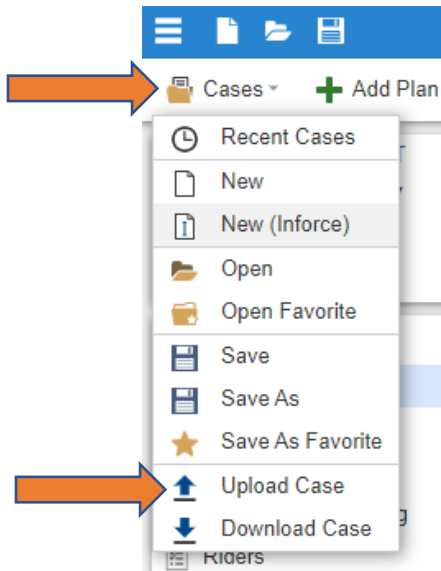 Cases
Add Plan
Recent Cases
New
New (Inforce)
Open
Open Favorite
Save
Save As
Save As Favorite
Upload Case
Download Case
g
Riders